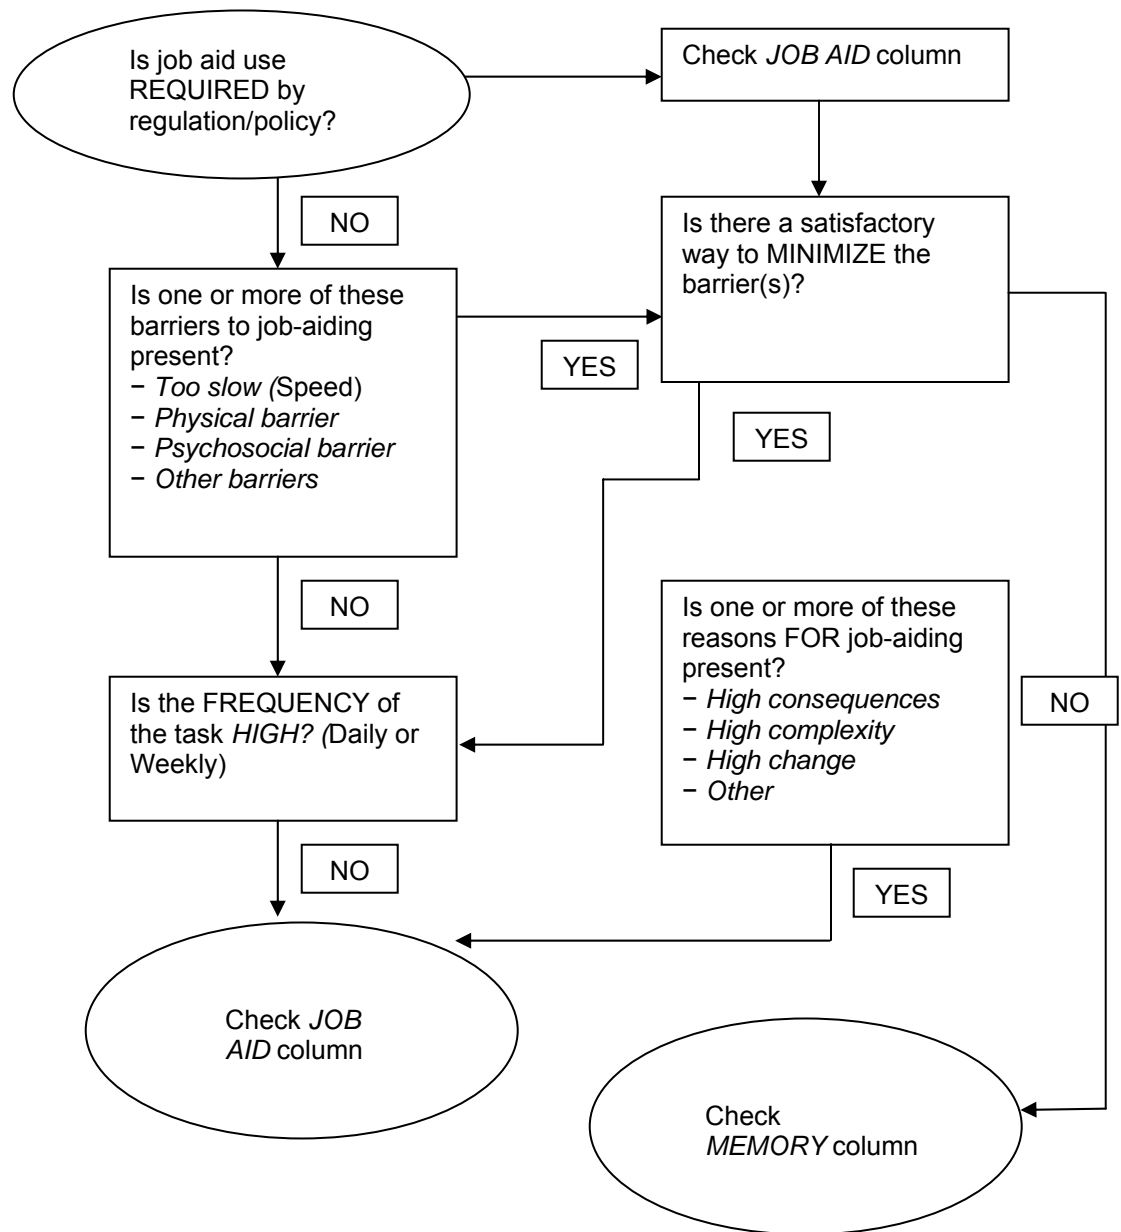 Is job aid use
REQUIRED by
regulation/policy?
Check JOB AID column
NO
Is there a satisfactory
way to MINIMIZE the
barrier(s)?
Is one or more of these
barriers to job-aiding
present?
− Too slow (Speed)
− Physical barrier
− Psychosocial barrier
− Other barriers
YES
YES
NO
Is one or more of these
reasons FOR job-aiding
present?
− High consequences
− High complexity
− High change
− Other
NO
Is the FREQUENCY of
the task HIGH? (Daily or
Weekly)
NO
YES
Check JOB
AID column
Check
MEMORY column